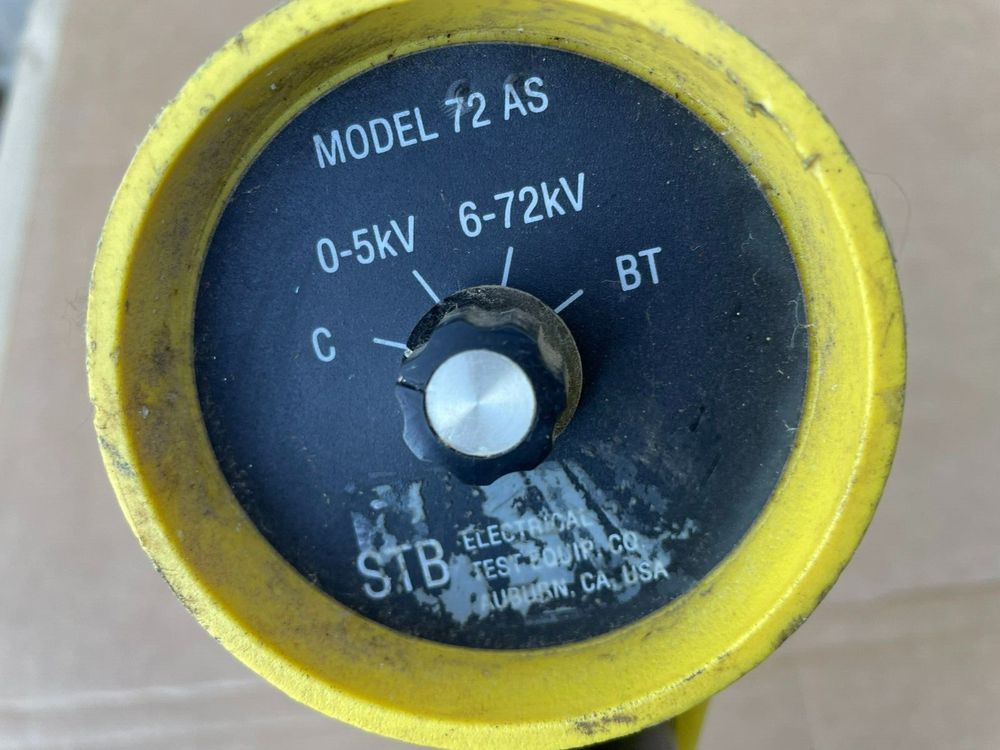 MODEL 72 AS
0-5kV 6-72kV
C BT
STB ELECTRICAL
TEST EQUIP. CO.
AUBURN, CA. USA